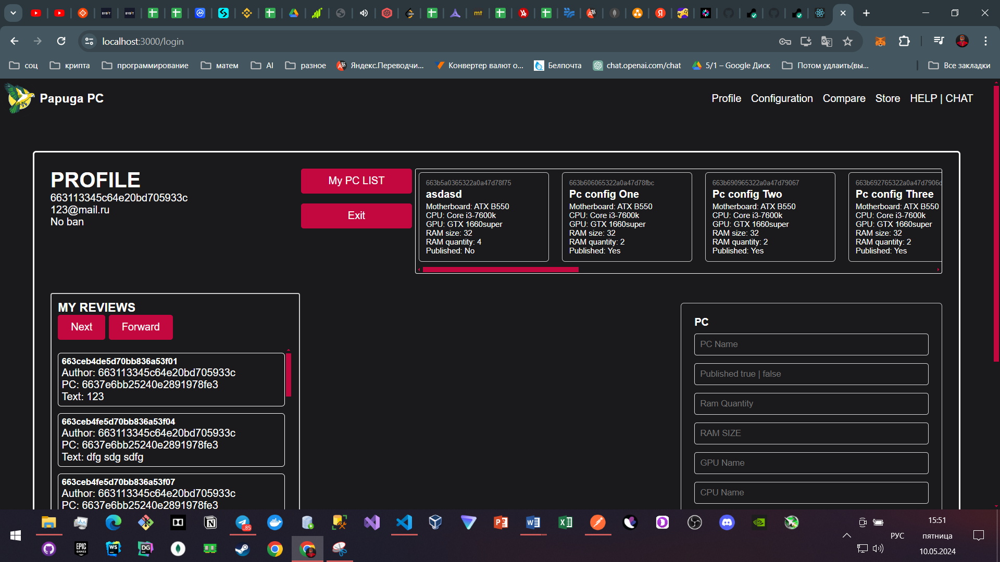 BYBIT
BYBIT
mt
localhost:3000/login
соц
крипта
программирование
матем
AI
разное
Яндекс.Переводчи...
Конвертер валют о...
Белпочта
chat.openai.com/chat
5/1 – Google Диск
Потом удлаить(вы...
Все закладки
Papuga PC
Profile
Configuration
Compare
Store
HELP | CHAT
PROFILE
663113345c64e20bd705933c
123@mail.ru
No ban
My PC LIST
Exit
663b5a0365322a0a47d78f75
asdasd
Motherboard: ATX B550
CPU: Core i3-7600k
GPU: GTX 1660super
RAM size: 32
RAM quantity: 4
Published: No
663b606065322a0a47d78fbc
Pc config One
Motherboard: ATX B550
CPU: Core i3-7600k
GPU: GTX 1660super
RAM size: 32
RAM quantity: 2
Published: Yes
663b690965322a0a47d79067
Pc config Two
Motherboard: ATX B550
CPU: Core i3-7600k
GPU: GTX 1660super
RAM size: 32
RAM quantity: 2
Published: Yes
663b692765322a0a47d7906c
Pc config Three
Motherboard: ATX B550
CPU: Core i3-7600k
GPU: GTX 1660super
RAM size: 32
RAM quantity: 2
Published: Yes
MY REVIEWS
Next
Forward
663ceb4de5d70bb836a53f01
Author: 663113345c64e20bd705933c
PC: 6637e6bb25240e2891978fe3
Text: 123
663ceb4fe5d70bb836a53f04
Author: 663113345c64e20bd705933c
PC: 6637e6bb25240e2891978fe3
Text: dfg sdg sdfg
663ceb4fe5d70bb836a53f07
Author: 663113345c64e20bd705933c
PC: 6637e6bb25240e2891978fe3
PC
PC Name
Published true | false
Ram Quantity
RAM SIZE
GPU Name
CPU Name
..85
EPIC GAMES
WS
DG
РУС
15:51
пятница
10.05.2024